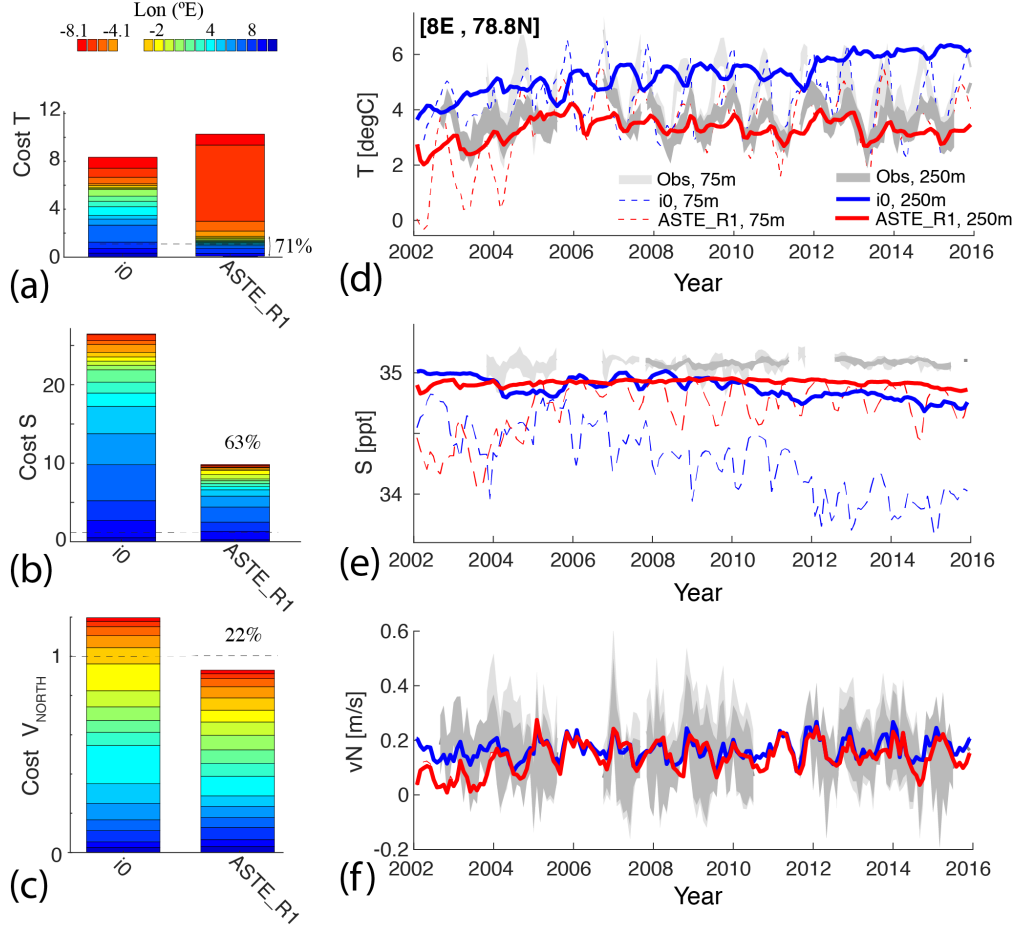 Lon (ºE)
-8.1 -4.1 -2 4 8
Cost T
12
8
4
0
71%
i0
ASTE_R1
(a)
[8E , 78.8N]
T [degC]
6
4
2
0
Obs, 75m
i0, 75m
ASTE_R1, 75m
Obs, 250m
i0, 250m
ASTE_R1, 250m
2002 2004 2006 2008 2010 2012 2014 2016
Year
(d)
Cost S
20
10
0
63%
i0
ASTE_R1
(b)
S [ppt]
35
34
2002 2004 2006 2008 2010 2012 2014 2016
Year
(e)
Cost V_NORTH
1
0
22%
i0
ASTE_R1
(c)
vN [m/s]
0.6
0.4
0.2
0
-0.2
2002 2004 2006 2008 2010 2012 2014 2016
Year
(f)